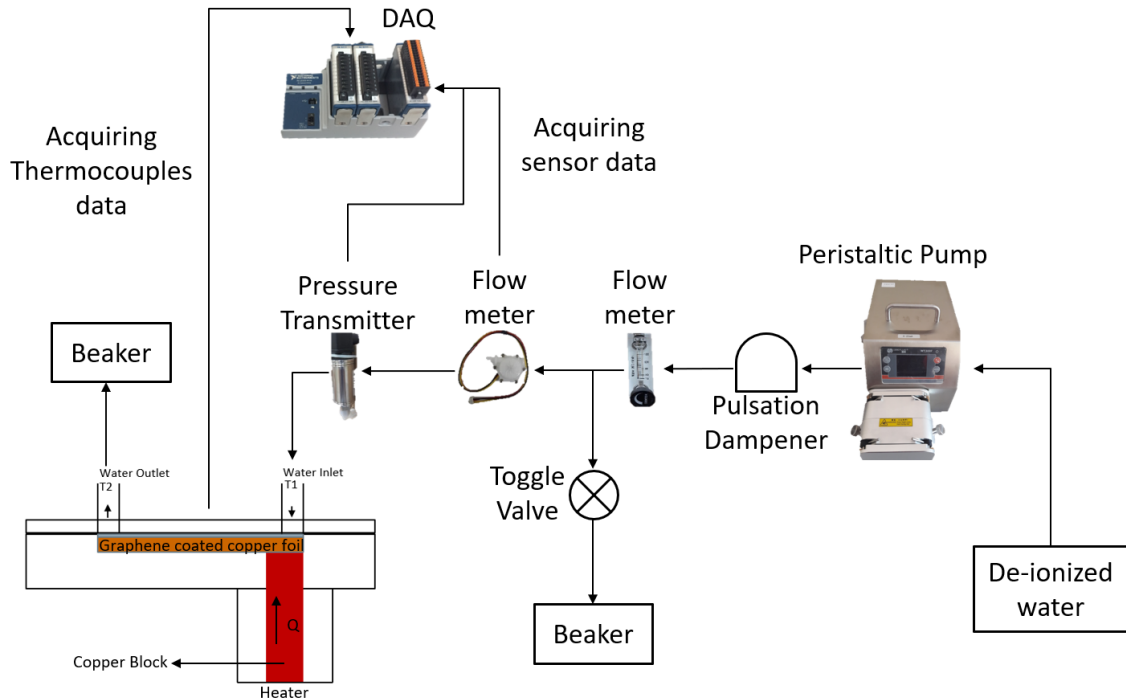 DAQ
Acquiring
Thermocouples
data
Acquiring
sensor data
Peristaltic Pump
Pressure
Transmitter
Flow
meter
Flow
meter
Beaker
Pulsation
Dampener
Water Outlet
T2
Water Inlet
T1
Toggle
Valve
Graphene coated copper foil
De-ionized
water
Q
Beaker
Copper Block
Heater